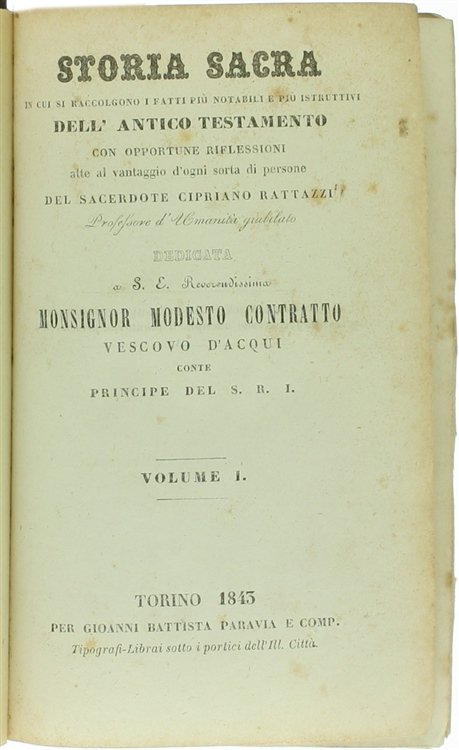 STORIA SACRA
IN CUI SI RACCOLGONO I FATTI PIÙ NOTABILI E PIÙ ISTRUTTIVI
DELL' ANTICO TESTAMENTO
CON OPPORTUNE RIFLESSIONI
atte al vantaggio d'ogni sorta di persone
DEL SACERDOTE CIPRIANO RATTAZZI
Professore d'Umanità giubilato
DEDICATA
a S. E. Reverendissima
MONSIGNOR MODESTO CONTRATTO
VESCOVO D'ACQUI
CONTE
PRINCIPE DEL S. R. I.
VOLUME I.
TORINO 1843
PER GIOANNI BATTISTA PARAVIA E COMP.
Tipografi-Librai sotto i portici dell'Ill. Città.